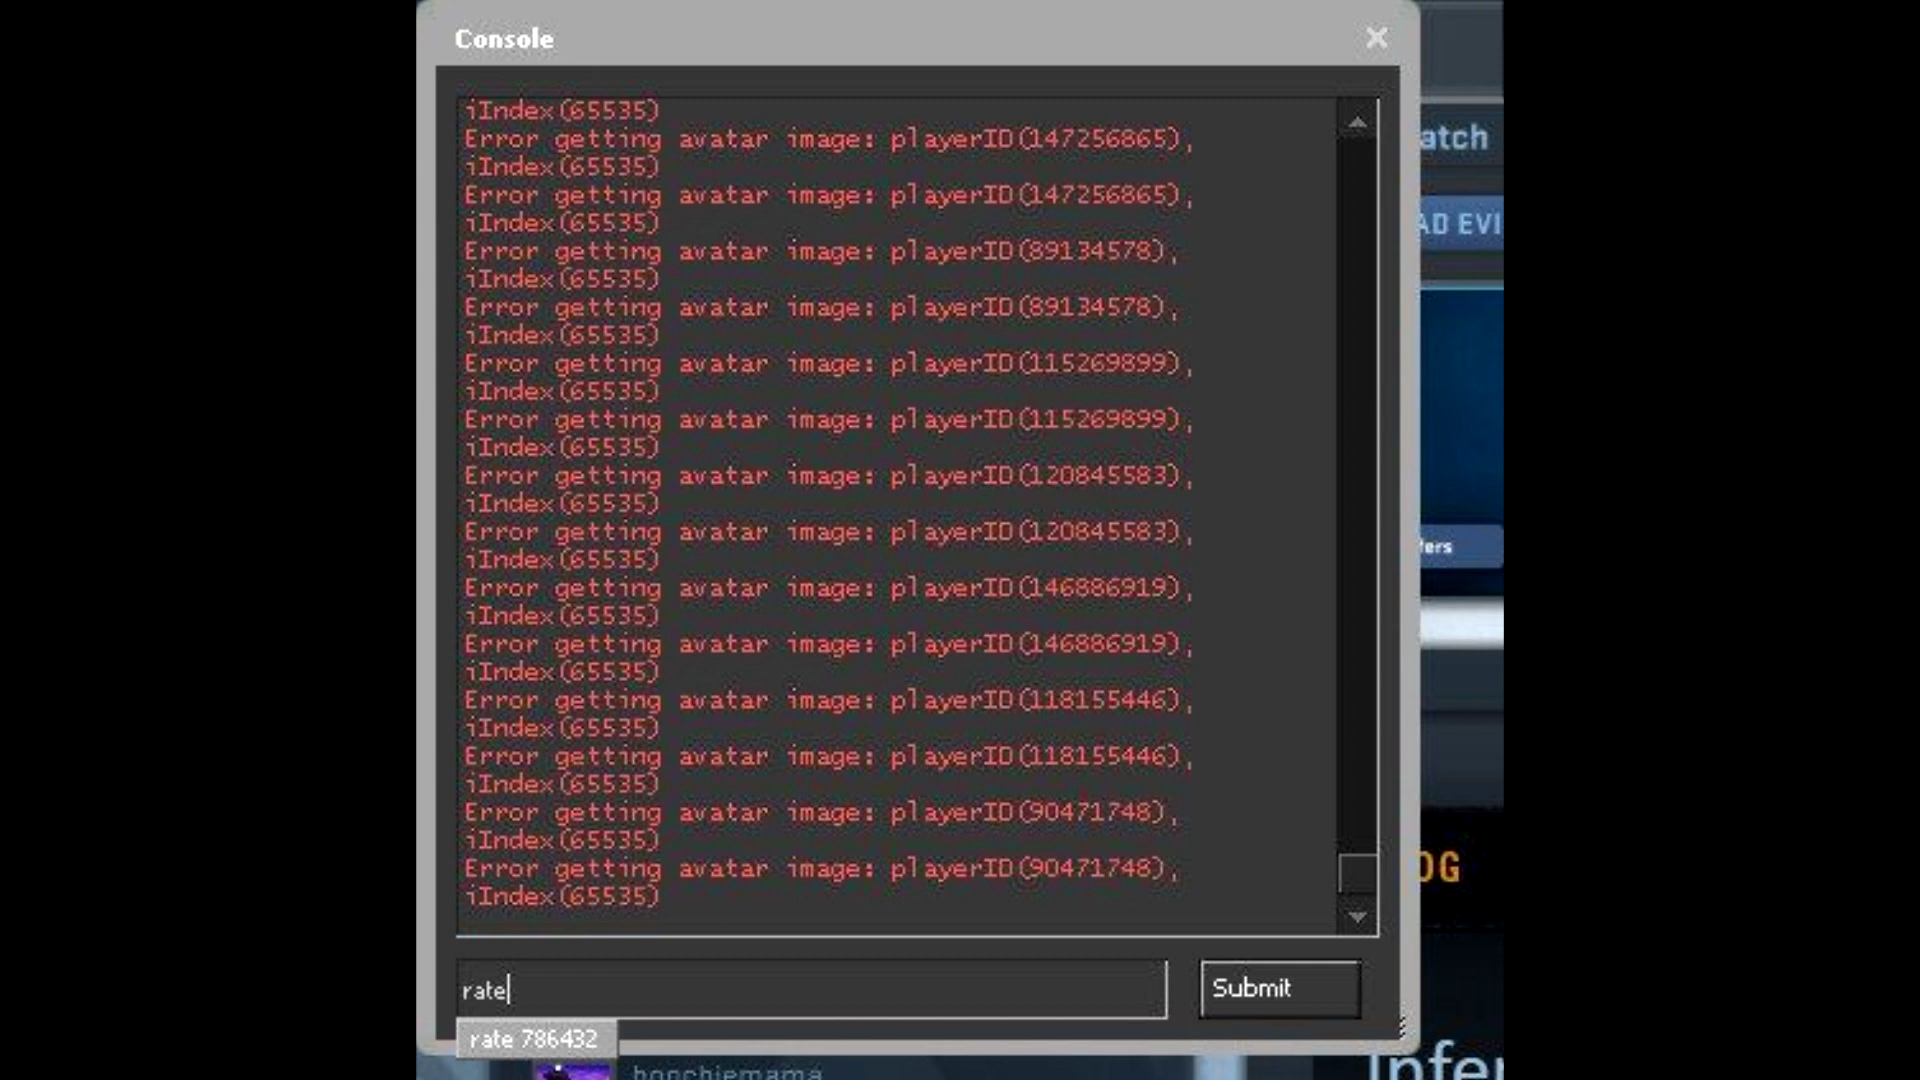 Console
iIndex(65535)
Error getting avatar image: playerID(147256865),
iIndex(65535)
Error getting avatar image: playerID(147256865),
iIndex(65535)
Error getting avatar image: playerID(89134578),
iIndex(65535)
Error getting avatar image: playerID(89134578),
iIndex(65535)
Error getting avatar image: playerID(115269899),
iIndex(65535)
Error getting avatar image: playerID(115269899),
iIndex(65535)
Error getting avatar image: playerID(120845583),
iIndex(65535)
Error getting avatar image: playerID(120845583),
iIndex(65535)
Error getting avatar image: playerID(146886919),
iIndex(65535)
Error getting avatar image: playerID(146886919),
iIndex(65535)
Error getting avatar image: playerID(118155446),
iIndex(65535)
Error getting avatar image: playerID(118155446),
iIndex(65535)
Error getting avatar image: playerID(90471748),
iIndex(65535)
Error getting avatar image: playerID(90471748),
iIndex(65535)
rate
Submit
rate 786432
atch
AD EVI
fers
OG
Infer